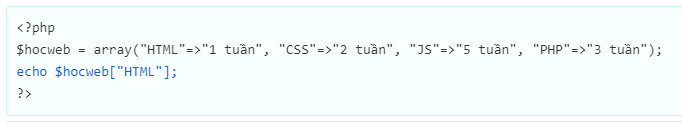 <?php
$hocweb = array("HTML"=>"1 tuần", "CSS"=>"2 tuần", "JS"=>"5 tuần", "PHP"=>"3 tuần");
echo $hocweb["HTML"];
?>